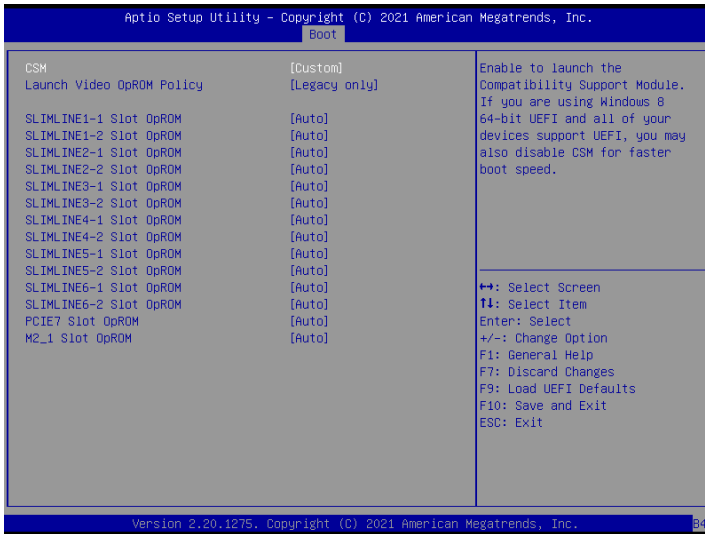 Aptio Setup Utility - Copyright (C) 2021 American Megatrends, Inc.
Boot
CSM [Custom]
Launch Video OpROM Policy [Legacy only]
SLIMLINE1-1 Slot OpROM [Auto]
SLIMLINE1-2 Slot OpROM [Auto]
SLIMLINE2-1 Slot OpROM [Auto]
SLIMLINE2-2 Slot OpROM [Auto]
SLIMLINE3-1 Slot OpROM [Auto]
SLIMLINE3-2 Slot OpROM [Auto]
SLIMLINE4-1 Slot OpROM [Auto]
SLIMLINE4-2 Slot OpROM [Auto]
SLIMLINE5-1 Slot OpROM [Auto]
SLIMLINE5-2 Slot OpROM [Auto]
SLIMLINE6-1 Slot OpROM [Auto]
SLIMLINE6-2 Slot OpROM [Auto]
PCIE7 Slot OpROM [Auto]
M2_1 Slot OpROM [Auto]
Enable to launch the
Compatibility Support Module.
If you are using Windows 8
64-bit UEFI and all of your
devices support UEFI, you may
also disable CSM for faster
boot speed.
↔: Select Screen
↑↓: Select Item
Enter: Select
+/-: Change Option
F1: General Help
F7: Discard Changes
F9: Load UEFI Defaults
F10: Save and Exit
ESC: Exit
Version 2.20.1275. Copyright (C) 2021 American Megatrends, Inc.
B4